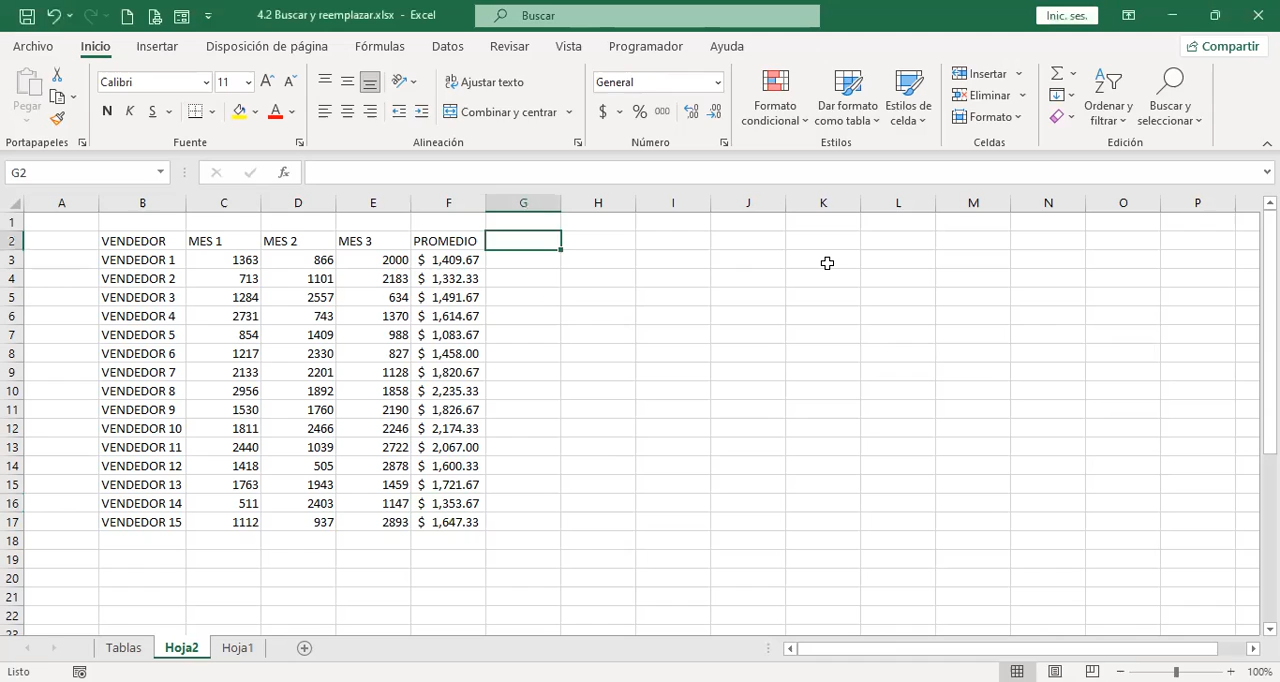 4.2 Buscar y reemplazar.xlsx - Excel
Buscar
Inic. ses.
Archivo Inicio Insertar Disposición de página Fórmulas Datos Revisar Vista Programador Ayuda
Compartir
Pegar
Calibri 11
N K S
Ajustar texto
Combinar y centrar
General
$ % 000
Formato condicional
Dar formato como tabla
Estilos de celda
Insertar
Eliminar
Formato
Ordenar y filtrar
Buscar y seleccionar
Portapapeles Fuente Alineación Número Estilos Celdas Edición
G2 fx
A B C D E F G H I J K L M N O P
1
2 VENDEDOR MES 1 MES 2 MES 3 PROMEDIO
3 VENDEDOR 1 1363 866 2000 $ 1,409.67
4 VENDEDOR 2 713 1101 2183 $ 1,332.33
5 VENDEDOR 3 1284 2557 634 $ 1,491.67
6 VENDEDOR 4 2731 743 1370 $ 1,614.67
7 VENDEDOR 5 854 1409 988 $ 1,083.67
8 VENDEDOR 6 1217 2330 827 $ 1,458.00
9 VENDEDOR 7 2133 2201 1128 $ 1,820.67
10 VENDEDOR 8 2956 1892 1858 $ 2,235.33
11 VENDEDOR 9 1530 1760 2190 $ 1,826.67
12 VENDEDOR 10 1811 2466 2246 $ 2,174.33
13 VENDEDOR 11 2440 1039 2722 $ 2,067.00
14 VENDEDOR 12 1418 505 2878 $ 1,600.33
15 VENDEDOR 13 1763 1943 1459 $ 1,721.67
16 VENDEDOR 14 511 2403 1147 $ 1,353.67
17 VENDEDOR 15 1112 937 2893 $ 1,647.33
18
19
20
21
22
23
Tablas Hoja2 Hoja1
Listo
100%